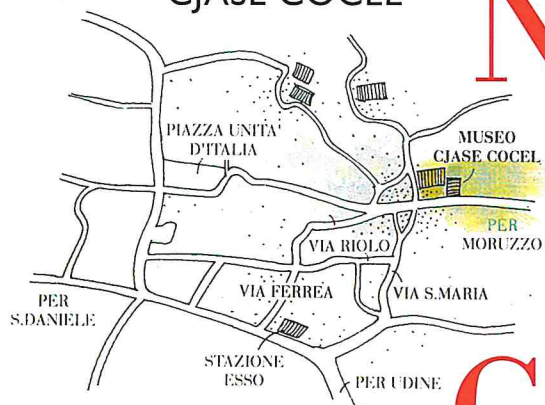 CJASE COCEL
N
PIAZZA UNITA'
D'ITALIA
MUSEO
CJASE COCEL
PER
MORUZZO
VIA RIOLO
VIA FERREA
VIA S.MARIA
PER
S.DANIELE
STAZIONE
ESSO
PER UDINE
C